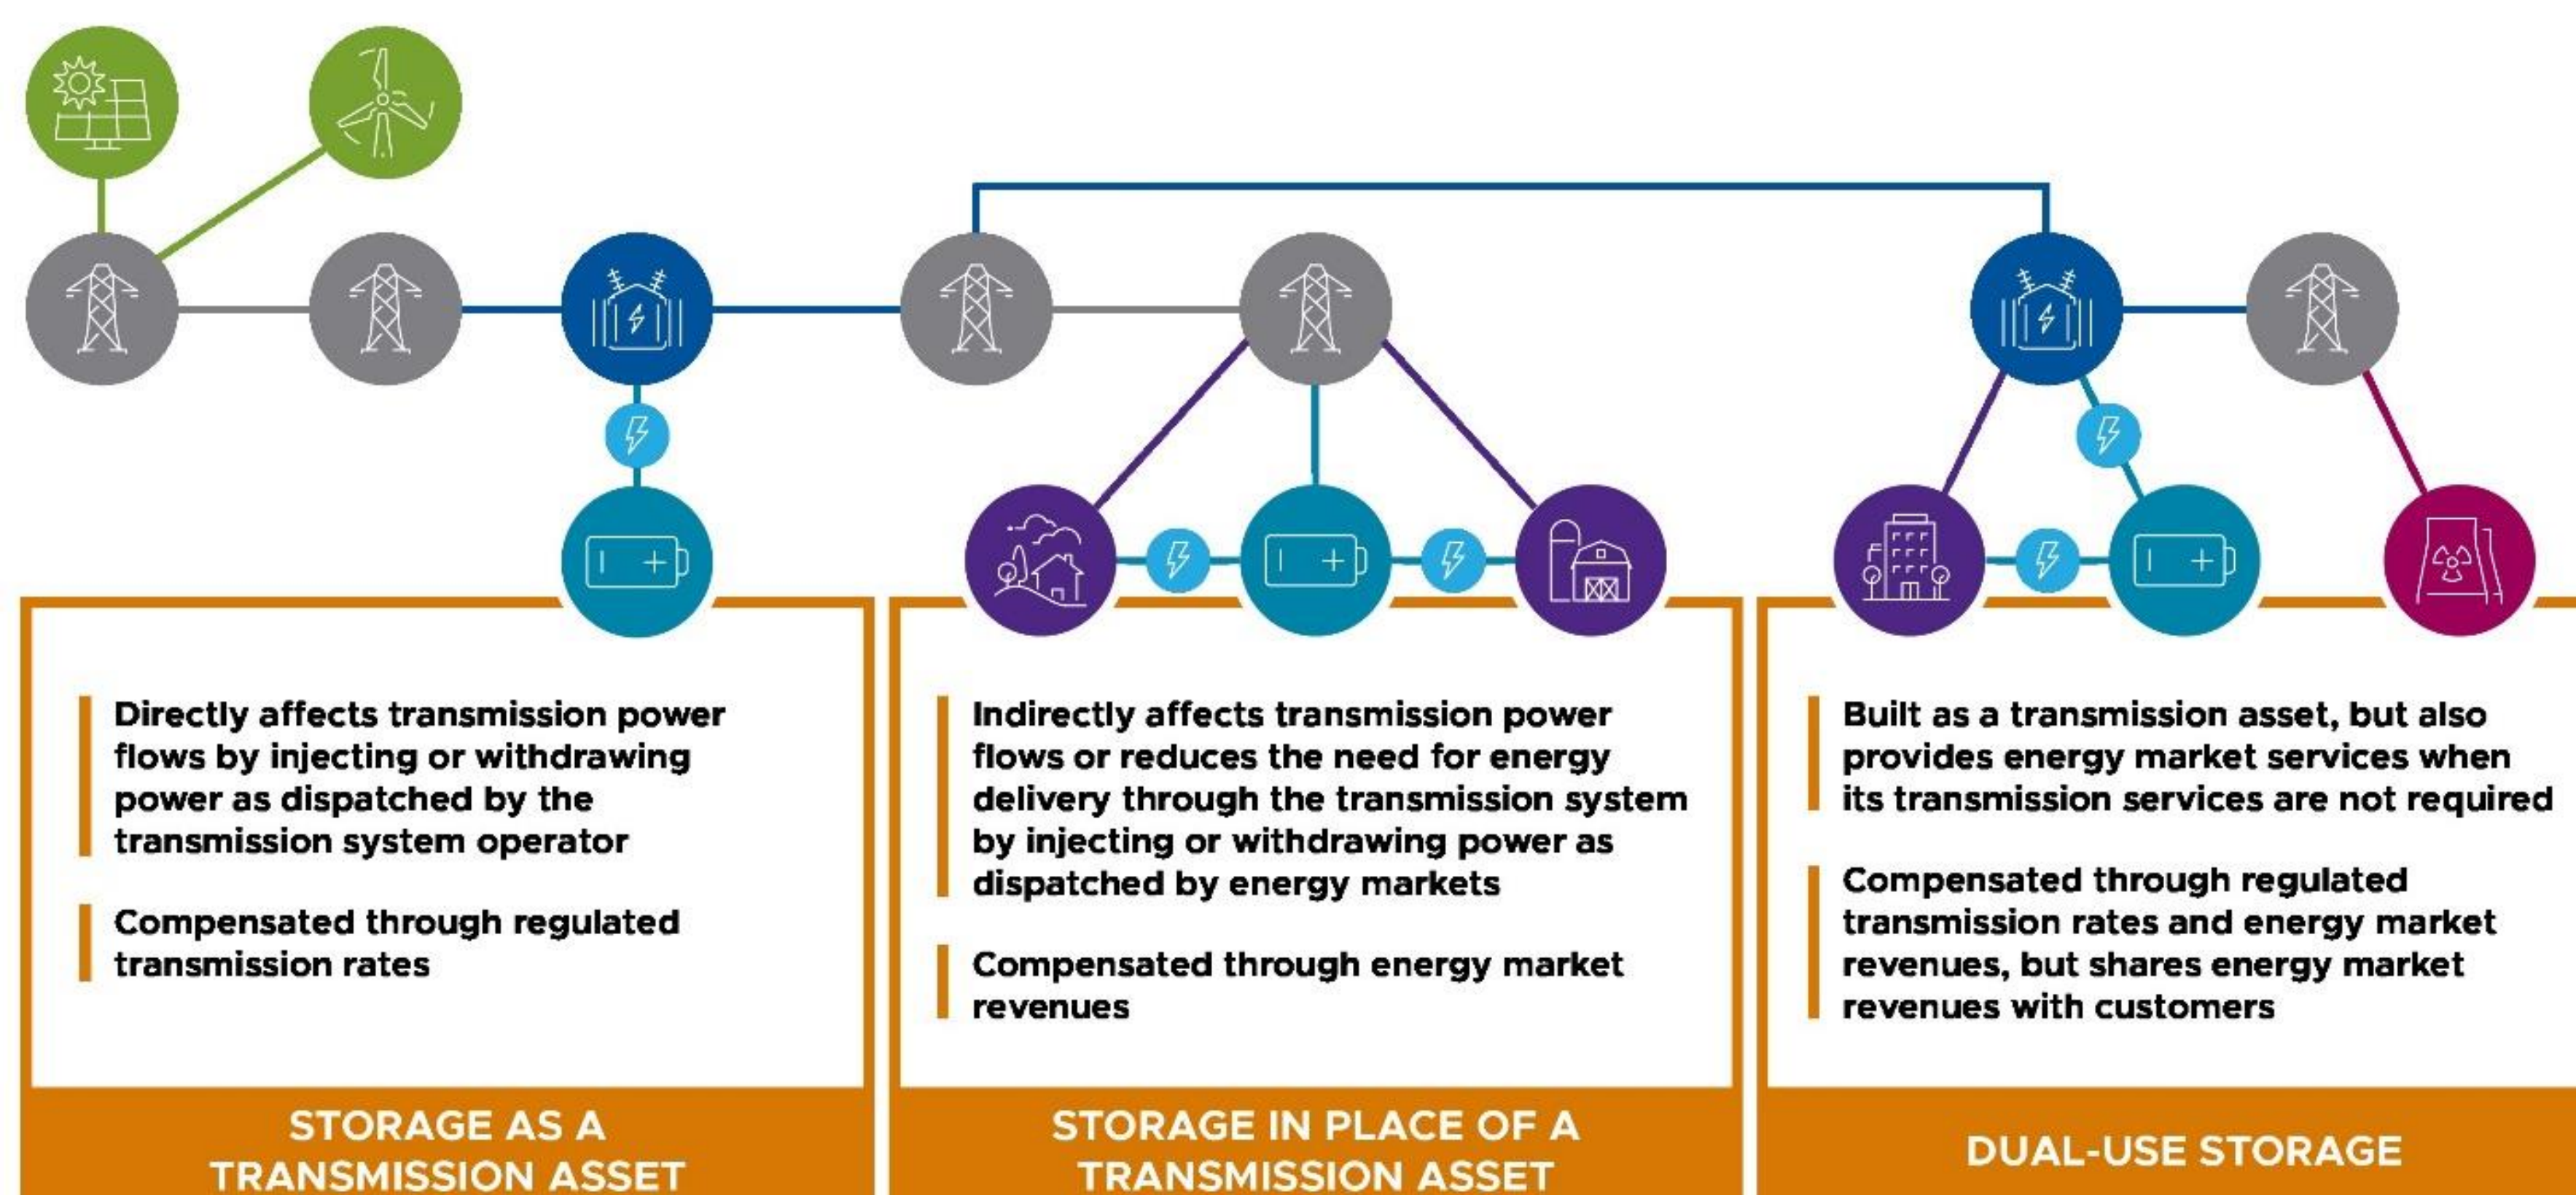 Directly affects transmission power
flows by injecting or withdrawing
power as dispatched by the
transmission system operator
Compensated through regulated
transmission rates
STORAGE AS A
TRANSMISSION ASSET
Indirectly affects transmission power
flows or reduces the need for energy
delivery through the transmission system
by injecting or withdrawing power as
dispatched by energy markets
Compensated through energy market
revenues
STORAGE IN PLACE OF A
TRANSMISSION ASSET
Built as a transmission asset, but also
provides energy market services when
its transmission services are not required
Compensated through regulated
transmission rates and energy market
revenues, but shares energy market
revenues with customers
DUAL-USE STORAGE